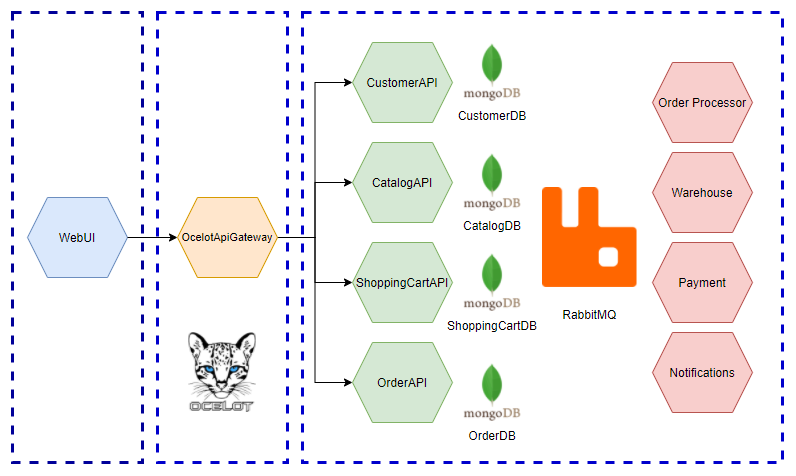 WebUI
OcelotApiGateway
OCELOT
CustomerAPI
mongoDB
CustomerDB
CatalogAPI
mongoDB
CatalogDB
ShoppingCartAPI
mongoDB
ShoppingCartDB
OrderAPI
mongoDB
OrderDB
RabbitMQ
Order Processor
Warehouse
Payment
Notifications